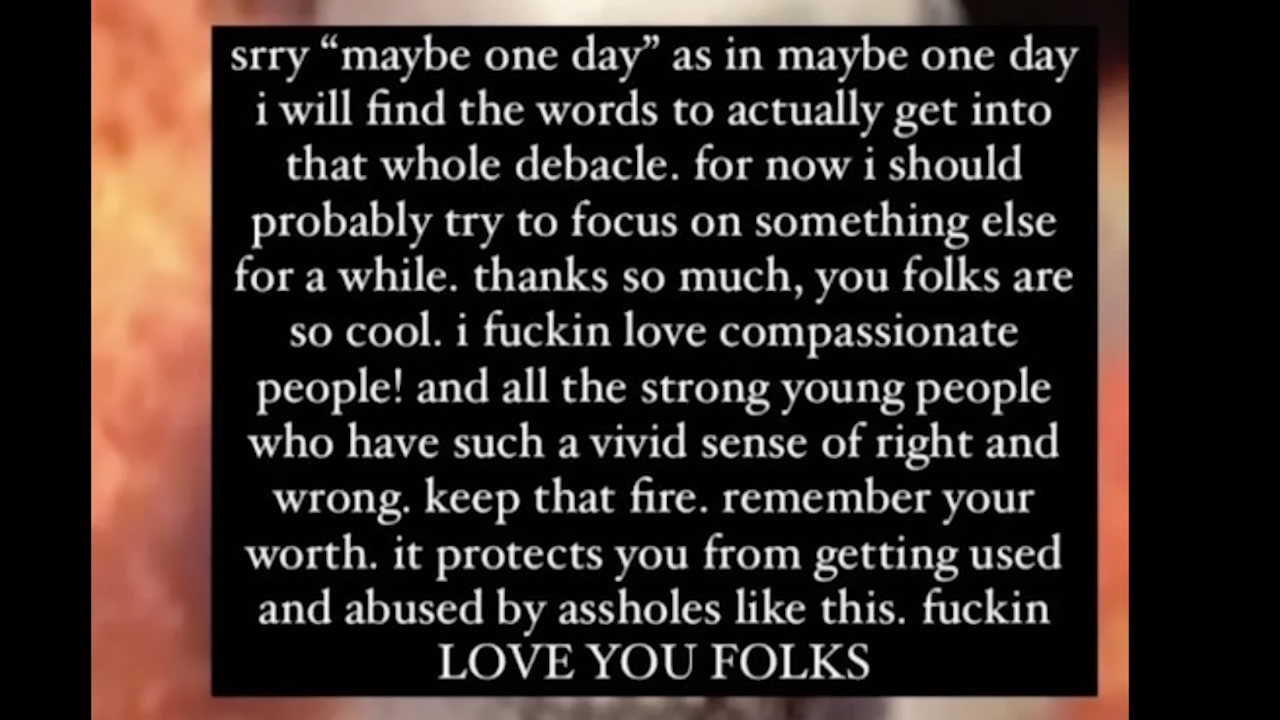 srry “maybe one day” as in maybe one day
i will find the words to actually get into
that whole debacle. for now i should
probably try to focus on something else
for a while. thanks so much, you folks are
so cool. i fuckin love compassionate
people! and all the strong young people
who have such a vivid sense of right and
wrong. keep that fire. remember your
worth. it protects you from getting used
and abused by assholes like this. fuckin
LOVE YOU FOLKS